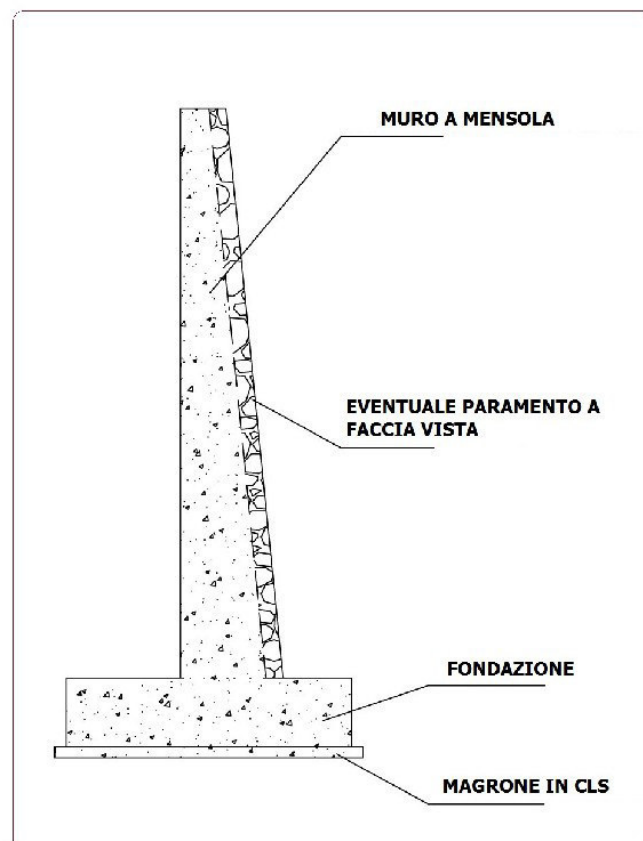 MURO A MENSOLA
EVENTUALE PARAMENTO A
FACCIA VISTA
FONDAZIONE
MAGRONE IN CLS